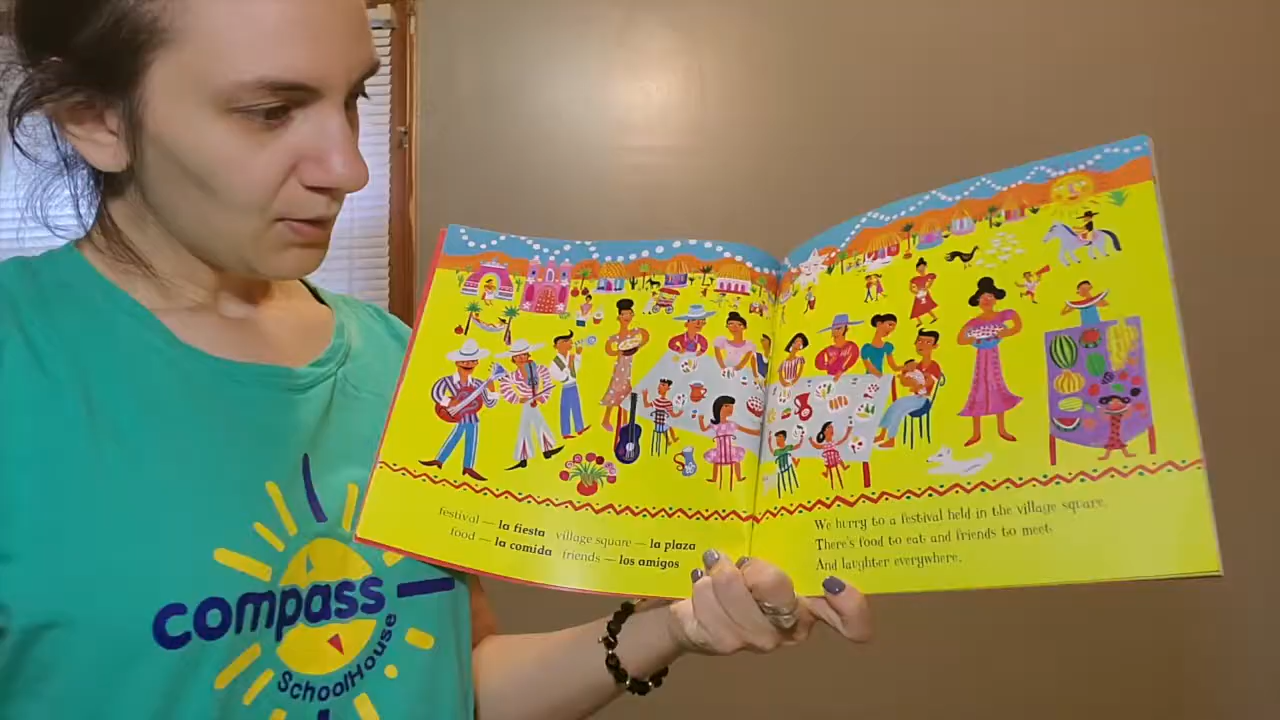 festival — la fiesta village square — la plaza
food — la comida friends — los amigos
We hurry to a festival held in the village square.
There's food to eat and friends to meet.
And laughter everywhere.
compass
SchoolHouse